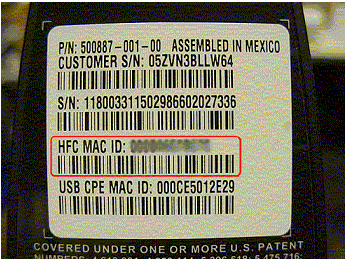 P/N: 500887-001-00 ASSEMBLED IN MEXICO
CUSTOMER S/N: 05ZVN3BLLW64
S/N: 118003311502986602027336
HFC MAC ID:
USB CPE MAC ID: 000CE5012E29
COVERED UNDER ONE OR MORE U.S. PATENT